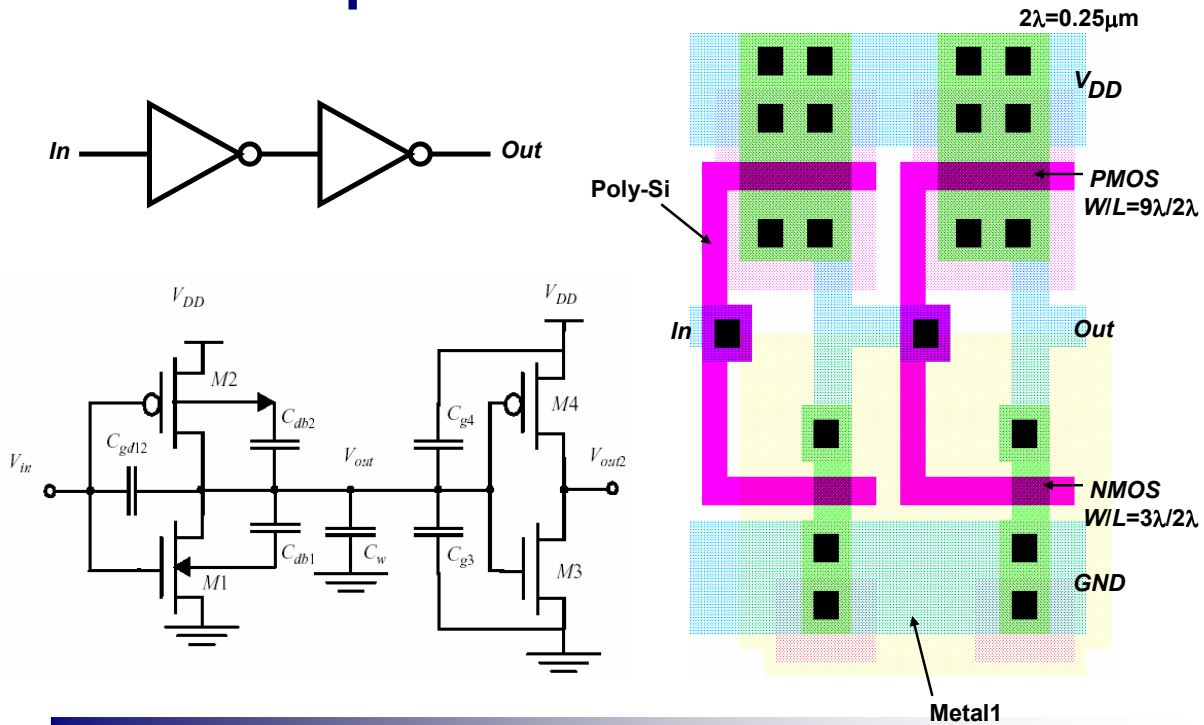 2λ=0.25μm
V_DD
In
Out
Poly-Si
PMOS
W/L=9λ/2λ
In
Out
NMOS
W/L=3λ/2λ
GND
Metal1
V_DD
V_DD
M2
M4
C_db2
C_g4
C_gd12
V_in
V_out
V_out2
C_db1
C_w
C_g3
M1
M3